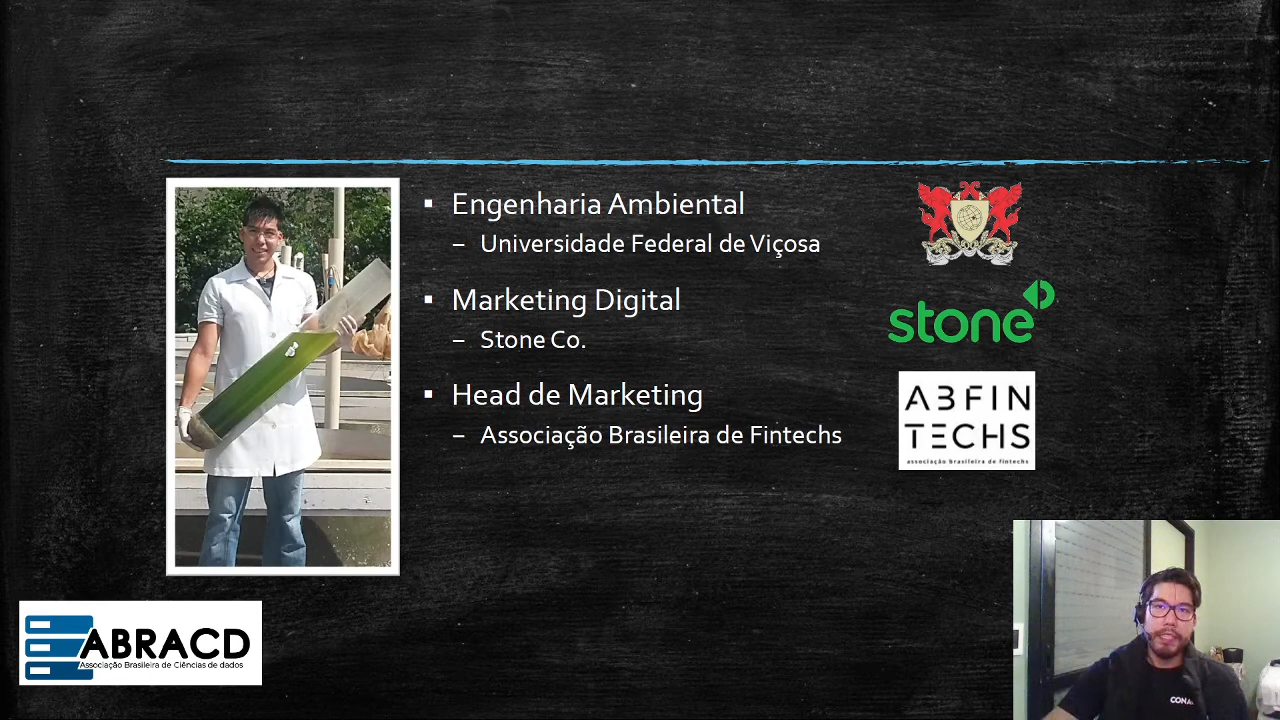 Engenharia Ambiental
– Universidade Federal de Viçosa
Marketing Digital
– Stone Co.
Head de Marketing
– Associação Brasileira de Fintechs
stone
ABFIN
TECHS
associação brasileira de fintechs
ABRACD
Associação Brasileira de Ciências de dados